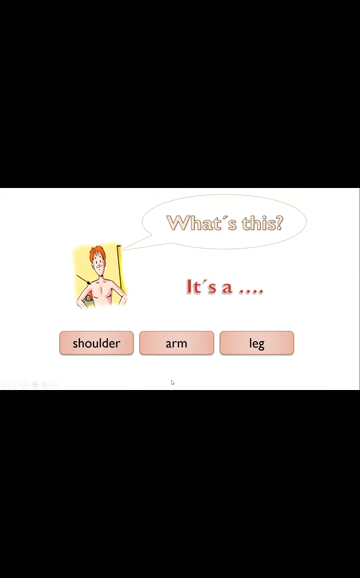 What´s this?
It´s a ....
shoulder
arm
leg